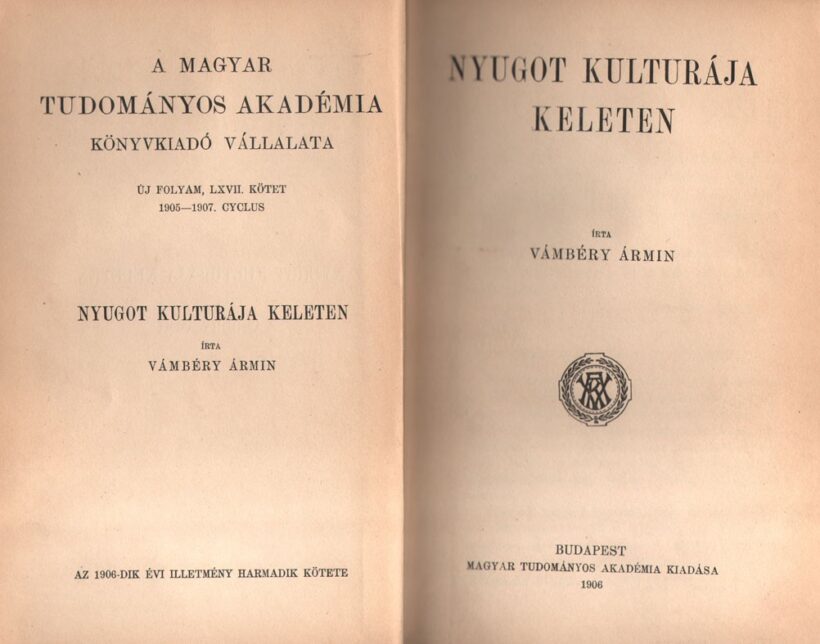 A MAGYAR
TUDOMÁNYOS AKADÉMIA
KÖNYVKIADÓ VÁLLALATA
ÚJ FOLYAM, LXVII. KÖTET
1905—1907. CYCLUS
NYUGOT KULTURÁJA KELETEN
ÍRTA
VÁMBÉRY ÁRMIN
AZ 1906-DIK ÉVI ILLETMÉNY HARMADIK KÖTETE
NYUGOT KULTURÁJA
KELETEN
ÍRTA
VÁMBÉRY ÁRMIN
BUDAPEST
MAGYAR TUDOMÁNYOS AKADÉMIA KIADÁSA
1906